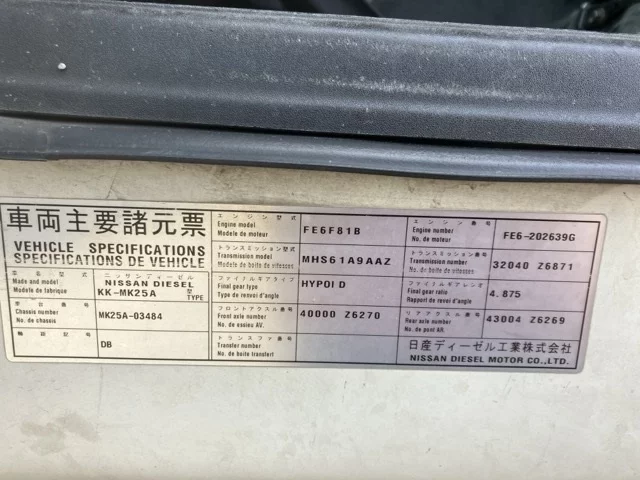 車両主要諸元票
VEHICLE SPECIFICATIONS
SPECIFICATIONS DE VEHICLE
車名型式
Mades and model
Modele de fabrique
ニッサンディーゼル
NISSAN DIESEL
KK-MK25A 型
TYPE
車台番号
Chassis number
No. de chassis
MK25A-03484
DB
エンジン型式
Engine model
Modele de moteur
FE6F81B
トランスミッション型式
Transmission model
Modele de boite de vitesses
MHS61A9AAZ
ファイナルギアタイプ
Final gear type
Type de renvoi d'angle
HYPOID
フロントアクスル番号
Front axle number
No. de essieu AV.
40000 Z6270
トランスファ番号
Transfer number
No. de boite transfert
エンジン番号
Engine number
No. de moteur
FE6-202639G
トランスミッション番号
Transmission number
No. de boite de vitesses
32040 Z6871
ファイナルギアレシオ
Final gear ratio
Rapport de renvoi d'angle
4.875
リアアクスル番号
Rear axle number
No. de pont AR.
43004 Z6269
日産ディーゼル工業株式会社
NISSAN DIESEL MOTOR CO.,LTD.